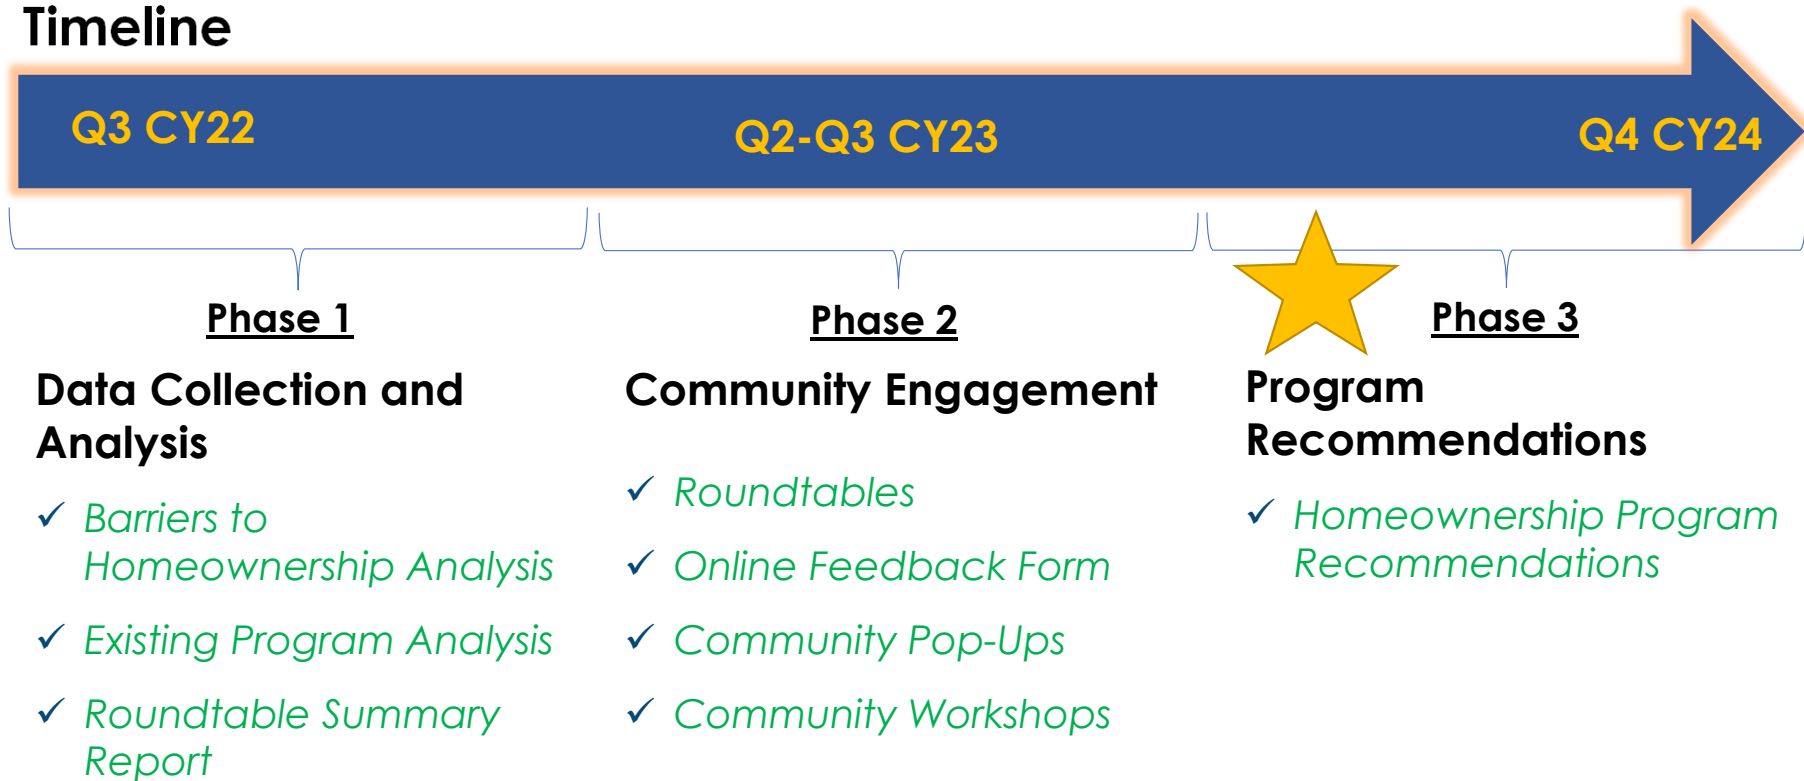 Timeline
Q3 CY22
Q2-Q3 CY23
Q4 CY24
Phase 1
Data Collection and
Analysis
Barriers to
Homeownership Analysis
Existing Program Analysis
Roundtable Summary
Report
Phase 2
Community Engagement
Roundtables
Online Feedback Form
Community Pop-Ups
Community Workshops
Phase 3
Program
Recommendations
Homeownership Program
Recommendations